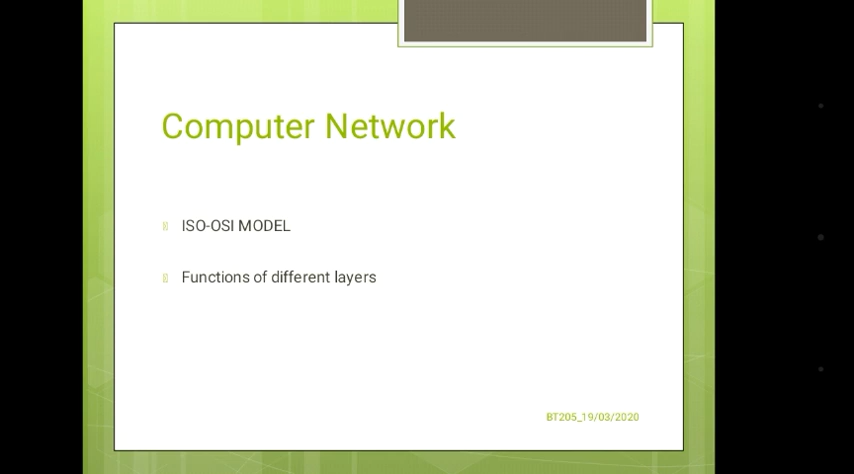 Computer Network
ISO-OSI MODEL
Functions of different layers
BT205_19/03/2020